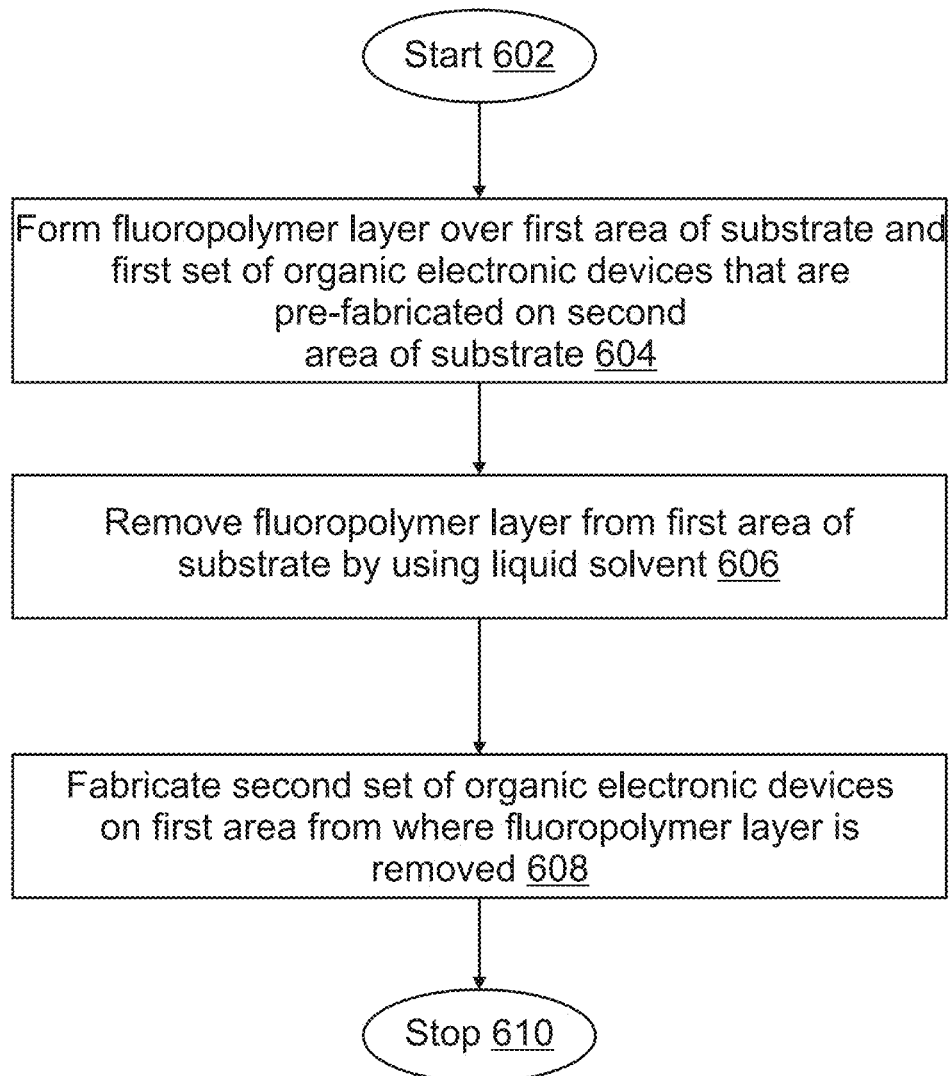 Start 602
Form fluoropolymer layer over first area of substrate and
first set of organic electronic devices that are
pre-fabricated on second
area of substrate 604
Remove fluoropolymer layer from first area of
substrate by using liquid solvent 606
Fabricate second set of organic electronic devices
on first area from where fluoropolymer layer is
removed 608
Stop 610